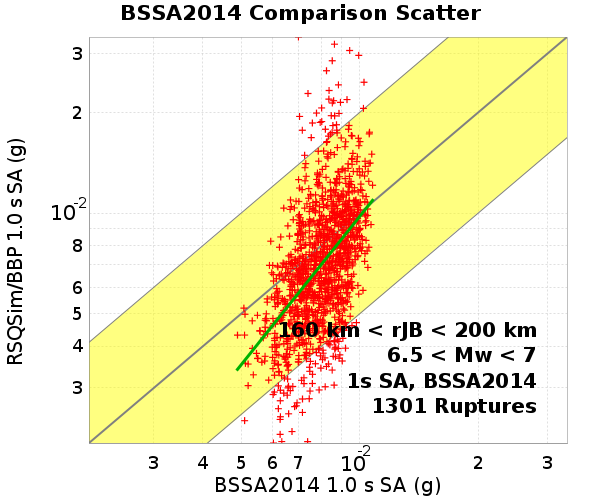 BSSA2014 Comparison Scatter
RSQSim/BBP 1.0 s SA (g)
3
2
10-2
8
6
5
4
3
160 km < rJB < 200 km
6.5 < Mw < 7
1s SA, BSSA2014
1301 Ruptures
3 4 5 6 7 10-2 2 3
BSSA2014 1.0 s SA (g)